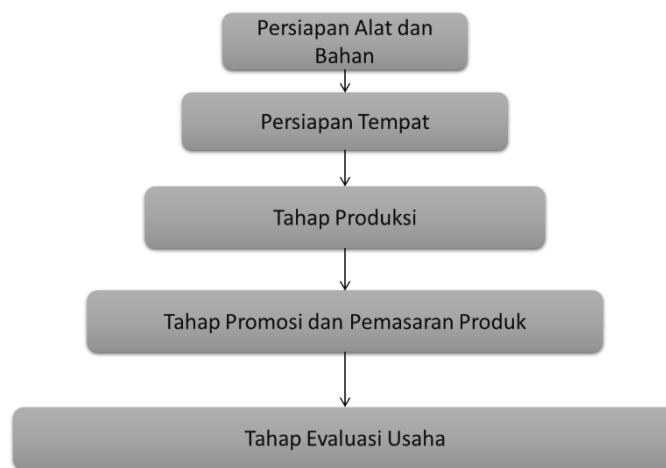 Persiapan Alat dan
Bahan
Persiapan Tempat
Tahap Produksi
Tahap Promosi dan Pemasaran Produk
Tahap Evaluasi Usaha